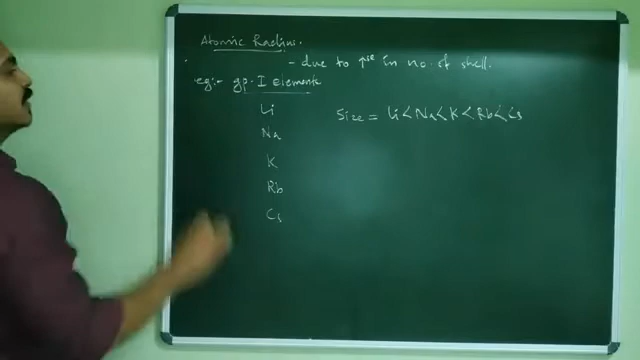 Atomic Radius.
- due to ↑se in no. of shell.
eg:- gp. I elements
Li
Size = Li < Na < K < Rb < Cs
Na
K
Rb
Cs